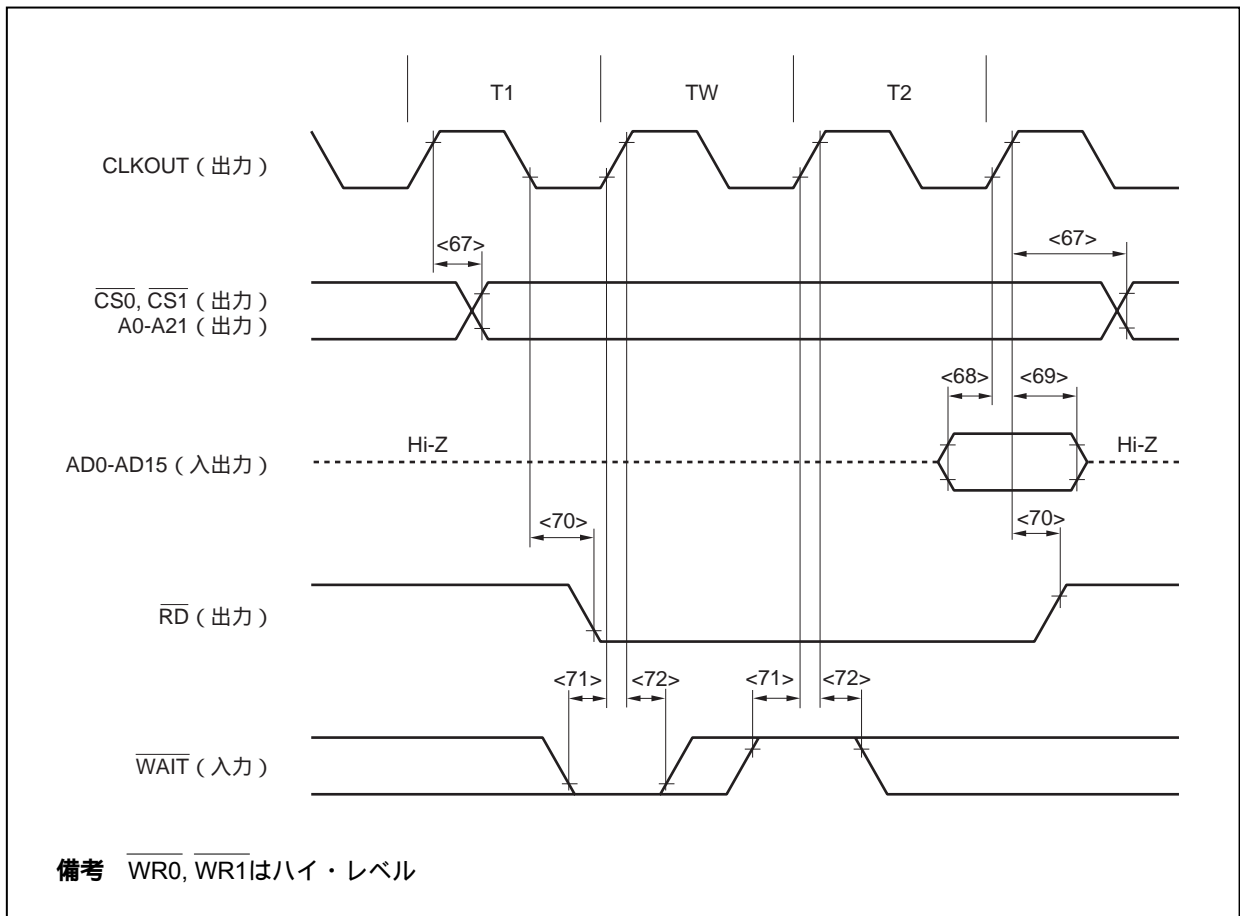 T1 TW T2
CLKOUT（出力）
<67> <67>
CS0, CS1（出力）
A0-A21（出力）
<68> <69>
Hi-Z Hi-Z
AD0-AD15（入出力）
<70> <70>
RD（出力）
<71> <72> <71> <72>
WAIT（入力）
備考 WR0, WR1はハイ・レベル